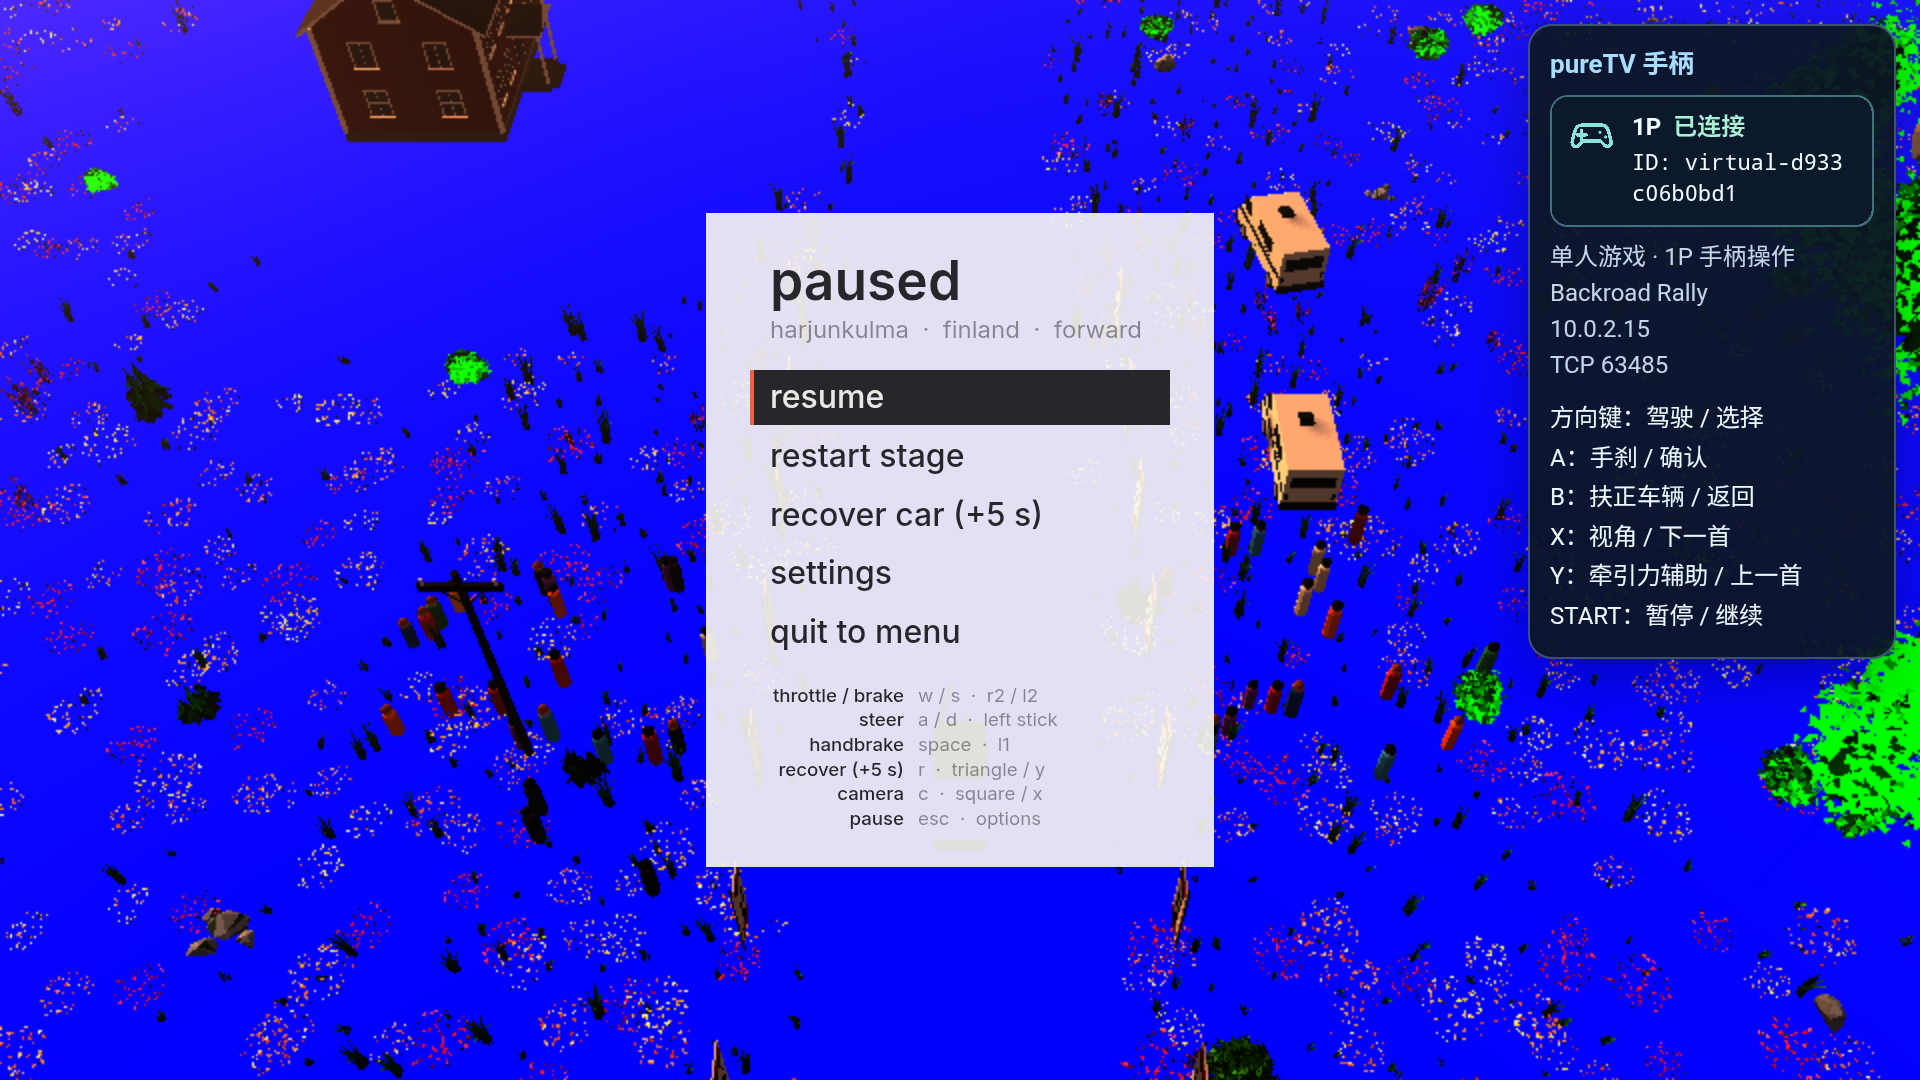 paused
harjunkulma · finland · forward
resume
restart stage
recover car (+5 s)
settings
quit to menu
throttle / brake w / s · r2 / l2
steer a / d · left stick
handbrake space · l1
recover (+5 s) r · triangle / y
camera c · square / x
pause esc · options
pureTV 手柄
1P 已连接
ID: virtual-d933
c06b0bd1
单人游戏 · 1P 手柄操作
Backroad Rally
10.0.2.15
TCP 63485
方向键：驾驶 / 选择
A：手刹 / 确认
B：扶正车辆 / 返回
X：视角 / 下一首
Y：牵引力辅助 / 上一首
START：暂停 / 继续